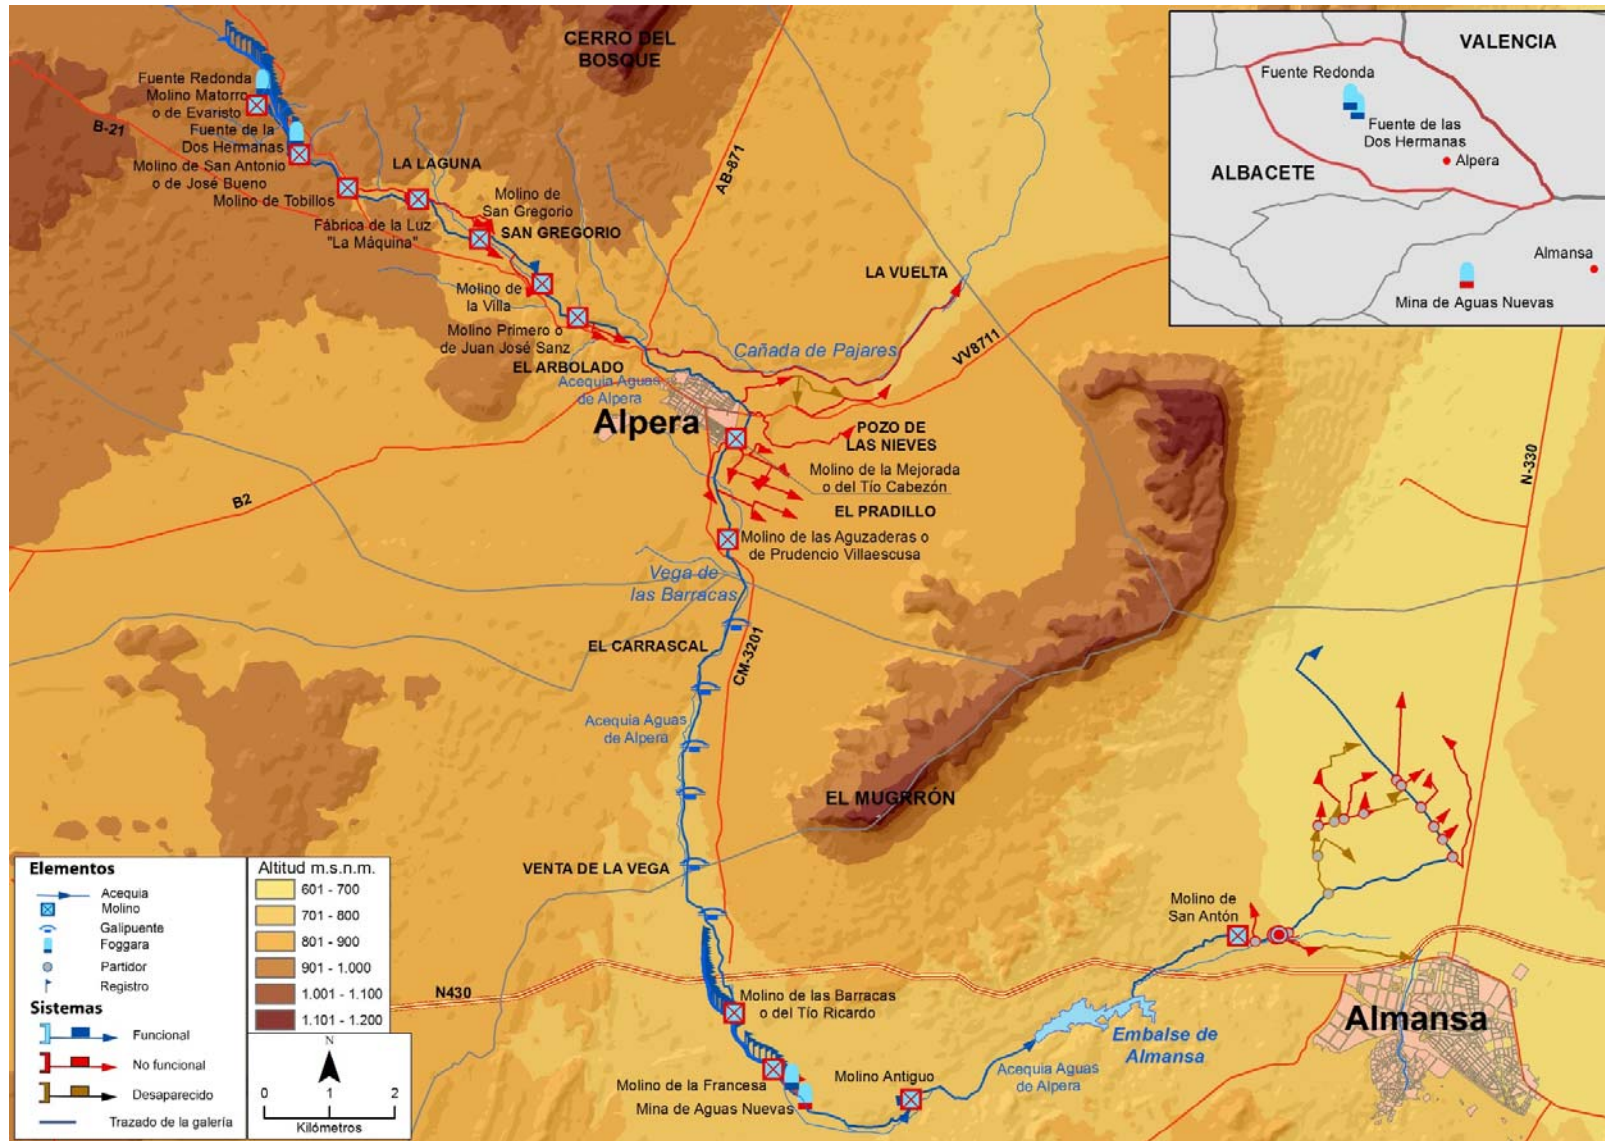 CERRO DEL
BOSQUE
Fuente Redonda
Molino Matorro
o de Evaristo
B-21
Fuente de la
Dos Hermanas
Molino de San Antonio
o de José Bueno
LA LAGUNA
Molino de Tobillos
Fábrica de la Luz
"La Máquina"
Molino de
San Gregorio
SAN GREGORIO
AB-871
Molino de
la Villa
Molino Primero o
de Juan José Sanz
EL ARBOLADO
LA VUELTA
Cañada de Pajares
VV8711
Acequia Aguas
de Alpera
Alpera
POZO DE
LAS NIEVES
Molino de la Mejorada
o del Tío Cabezón
EL PRADILLO
B2
Molino de las Aguzaderas o
de Prudencio Villaescusa
Vega de
las Barracas
N-330
EL CARRASCAL
CM-3201
Acequia Aguas
de Alpera
EL MUGRRÓN
VENTA DE LA VEGA
Molino de
San Antón
N430
Molino de las Barracas
o del Tío Ricardo
Almansa
Embalse de
Almansa
Acequia Aguas
de Alpera
Molino Antiguo
Molino de la Francesa
Mina de Aguas Nuevas
VALENCIA
Fuente Redonda
Fuente de las
Dos Hermanas
Alpera
ALBACETE
Almansa
Mina de Aguas Nuevas
Elementos
Acequia
Molino
Galipuente
Foggara
Partidor
Registro
Sistemas
Funcional
No funcional
Desaparecido
Trazado de la galería
Altitud m.s.n.m.
601 - 700
701 - 800
801 - 900
901 - 1.000
1.001 - 1.100
1.101 - 1.200
N
0 1 2
Kilómetros